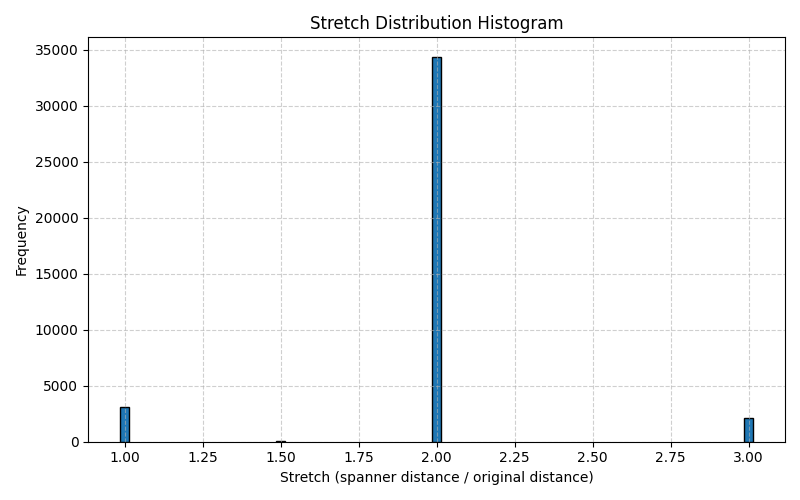 Stretch Distribution Histogram
Frequency
35000
30000
25000
20000
15000
10000
5000
0
1.00 1.25 1.50 1.75 2.00 2.25 2.50 2.75 3.00
Stretch (spanner distance / original distance)